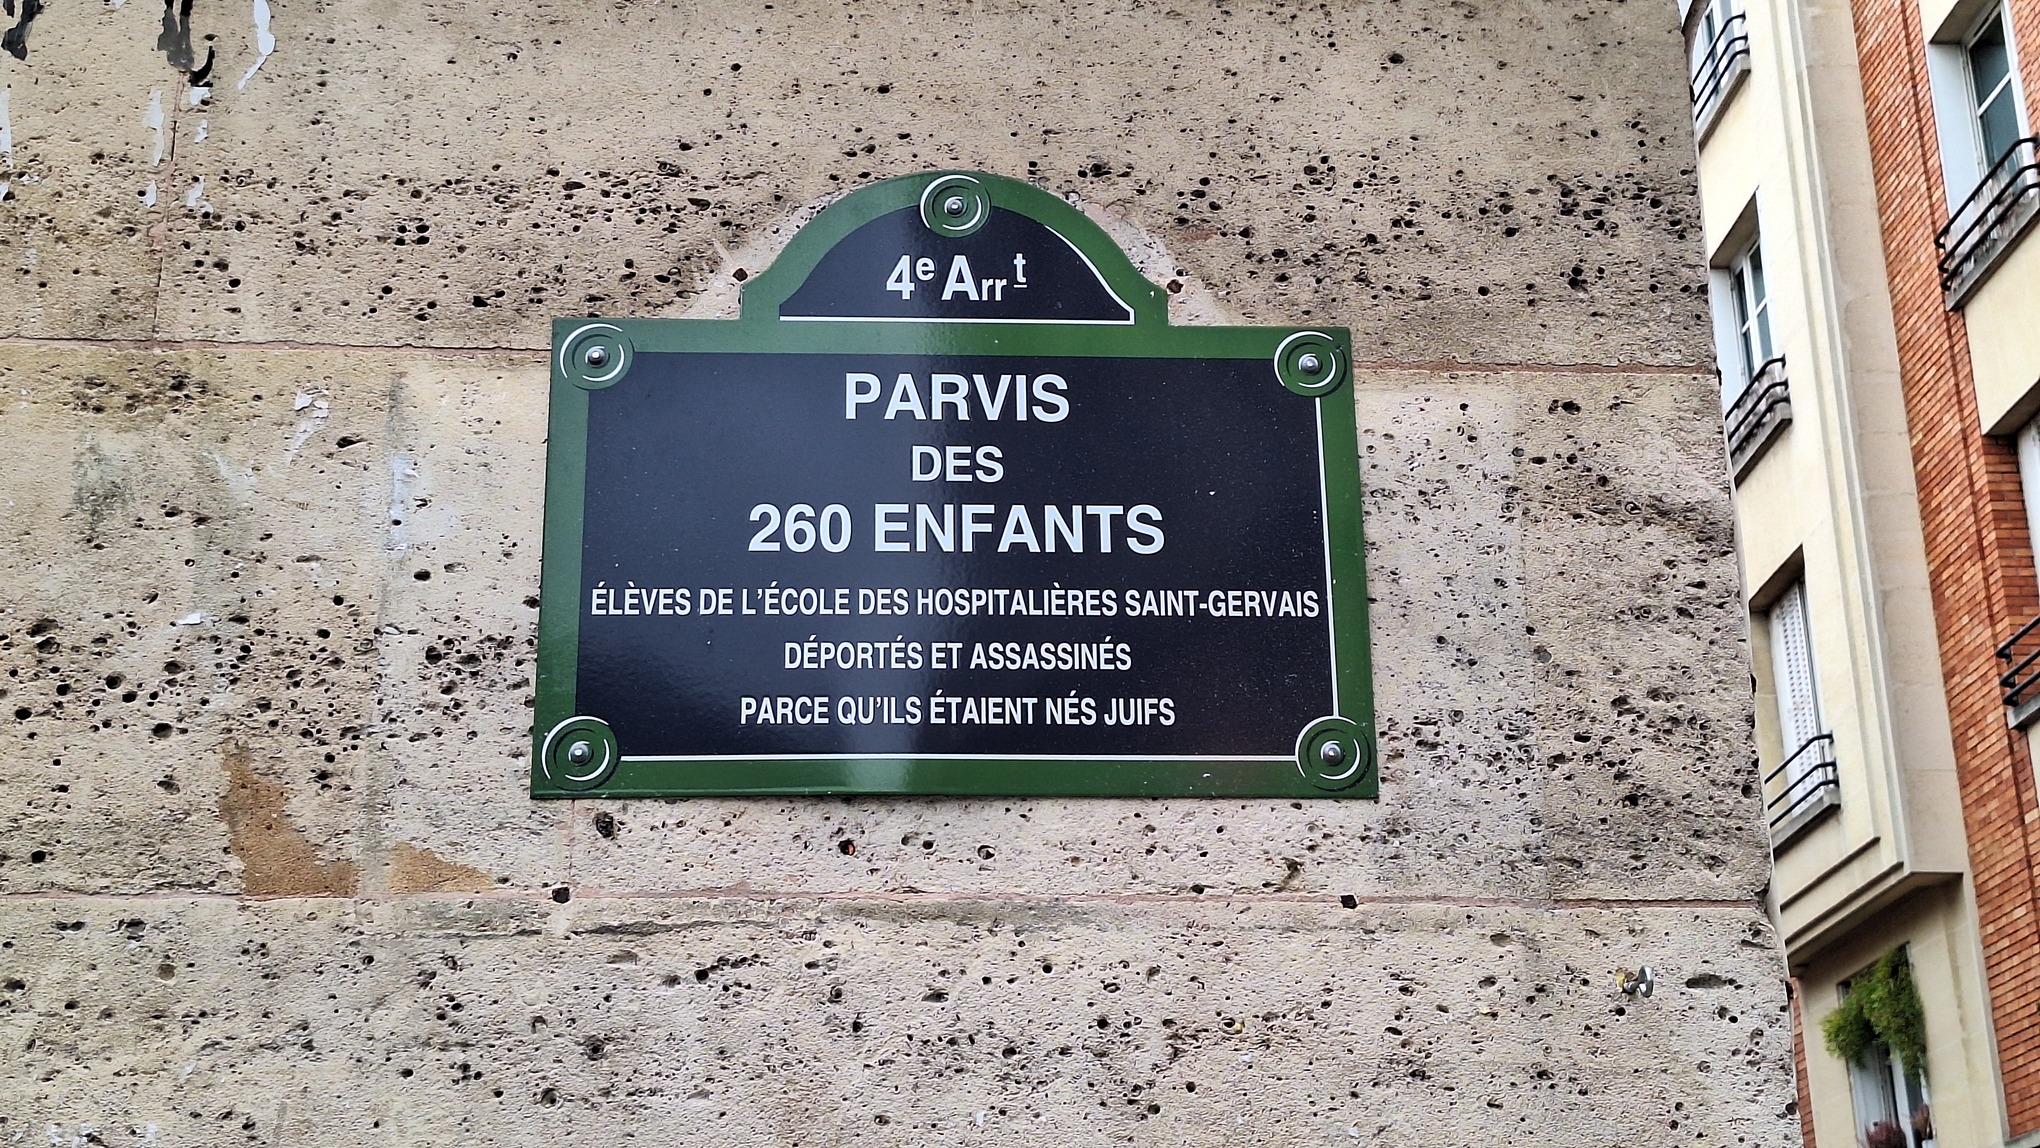 4e Arrt
PARVIS
DES
260 ENFANTS
ÉLÈVES DE L'ÉCOLE DES HOSPITALIÈRES SAINT-GERVAIS
DÉPORTÉS ET ASSASSINÉS
PARCE QU'ILS ÉTAIENT NÉS JUIFS